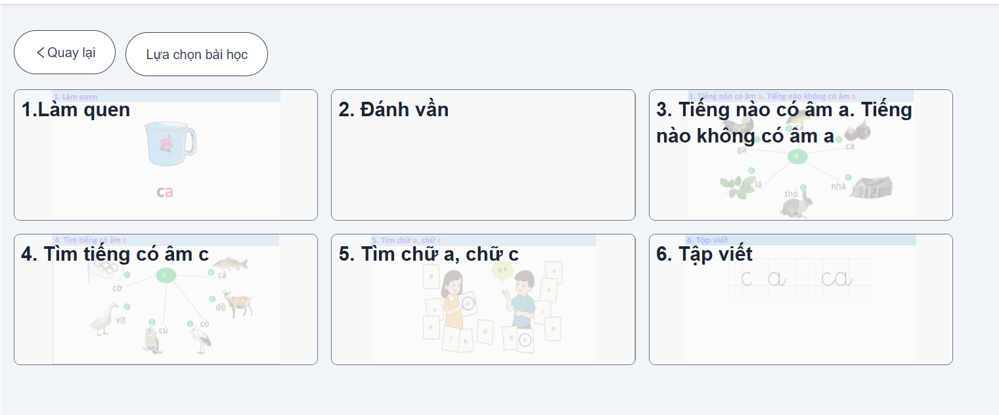 Quay lại
Lựa chọn bài học
1. Làm quen
1.Làm quen
ca
2. Đánh vần
3. Tiếng nào có âm a. Tiếng nào không có âm a
3. Tiếng nào có âm a. Tiếng
nào không có âm a
gà
cá
cà
a
lá
thỏ
nhà
4. Tìm tiếng có âm c
4. Tìm tiếng có âm c
c
cờ
cá
vịt
dê
cú
cò
5. Tìm chữ a, chữ c
5. Tìm chữ a, chữ c
c ?
e
v
h
s
a
i
h
d
o
l
k
d
c
6. Tập viết
6. Tập viết
c a ca